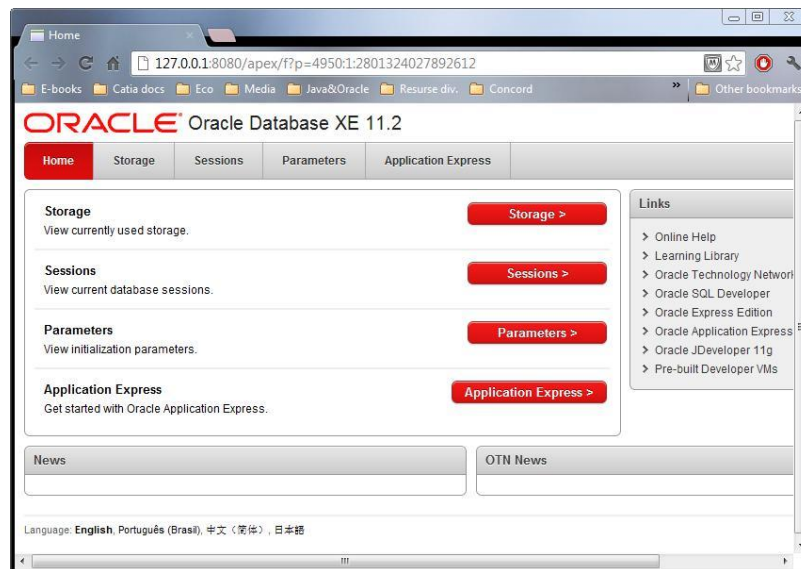 Home
127.0.0.1:8080/apex/f?p=4950:1:2801324027892612
E-books Catia docs Eco Media Java&Oracle Resurse div. Concord » Other bookmarks
ORACLE® Oracle Database XE 11.2
Home Storage Sessions Parameters Application Express
Storage
View currently used storage.
Storage >
Sessions
View current database sessions.
Sessions >
Parameters
View initialization parameters.
Parameters >
Application Express
Get started with Oracle Application Express.
Application Express >
Links
Online Help
Learning Library
Oracle Technology Network
Oracle SQL Developer
Oracle Express Edition
Oracle Application Express
Oracle JDeveloper 11g
Pre-built Developer VMs
News
OTN News
Language: English, Português (Brasil), 中文（简体）, 日本語